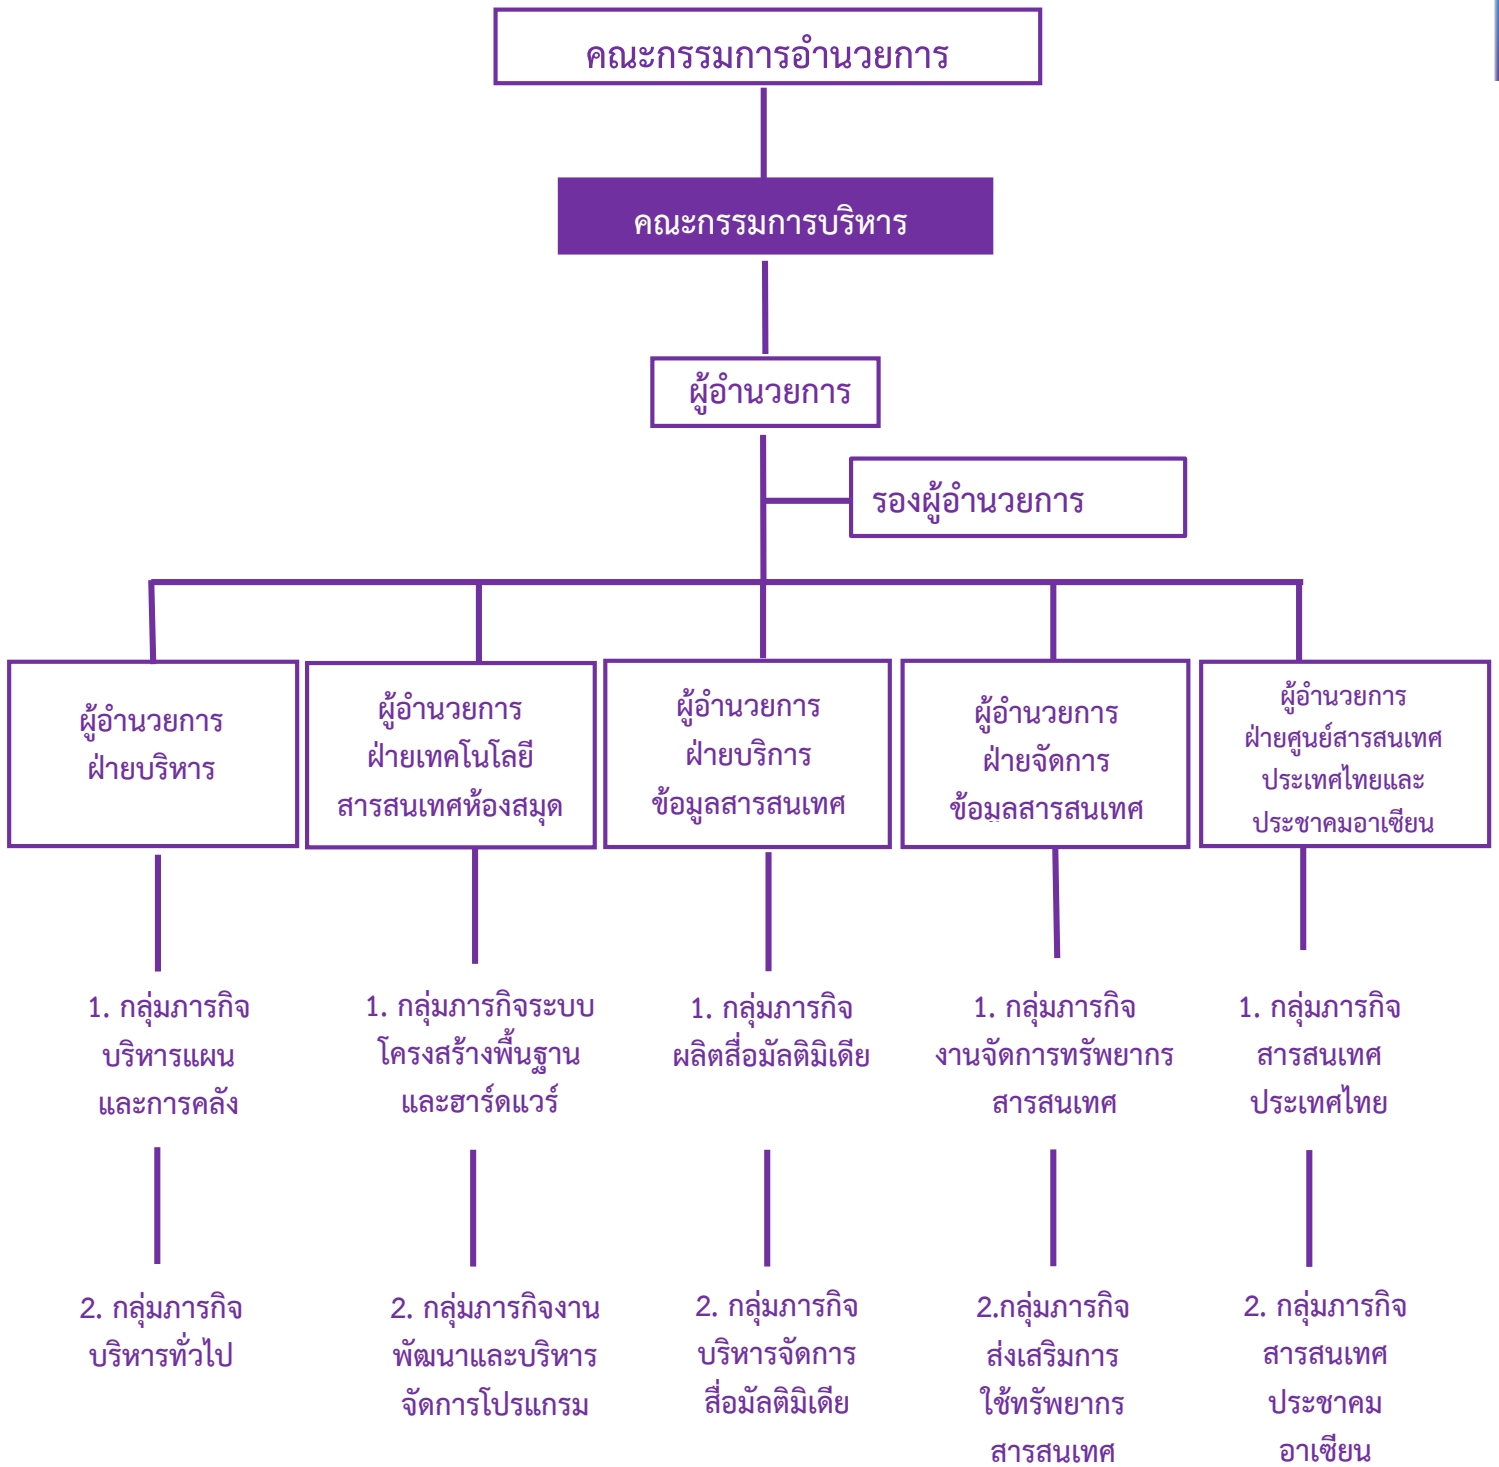 คณะกรรมการอำนวยการ
คณะกรรมการบริหาร
ผู้อำนวยการ
รองผู้อำนวยการ
ผู้อำนวยการ
ฝ่ายบริหาร
ผู้อำนวยการ
ฝ่ายเทคโนโลยี
สารสนเทศห้องสมุด
ผู้อำนวยการ
ฝ่ายบริการ
ข้อมูลสารสนเทศ
ผู้อำนวยการ
ฝ่ายจัดการ
ข้อมูลสารสนเทศ
ผู้อำนวยการ
ฝ่ายศูนย์สารสนเทศ
ประเทศไทยและ
ประชาคมอาเซียน
1. กลุ่มภารกิจ
บริหารแผน
และการคลัง
1. กลุ่มภารกิจระบบ
โครงสร้างพื้นฐาน
และฮาร์ดแวร์
1. กลุ่มภารกิจ
ผลิตสื่อมัลติมิเดีย
1. กลุ่มภารกิจ
งานจัดการทรัพยากร
สารสนเทศ
1. กลุ่มภารกิจ
สารสนเทศ
ประเทศไทย
2. กลุ่มภารกิจ
บริหารทั่วไป
2. กลุ่มภารกิจงาน
พัฒนาและบริหาร
จัดการโปรแกรม
2. กลุ่มภารกิจ
บริหารจัดการ
สื่อมัลติมิเดีย
2.กลุ่มภารกิจ
ส่งเสริมการ
ใช้ทรัพยากร
สารสนเทศ
2. กลุ่มภารกิจ
สารสนเทศ
ประชาคม
อาเซียน